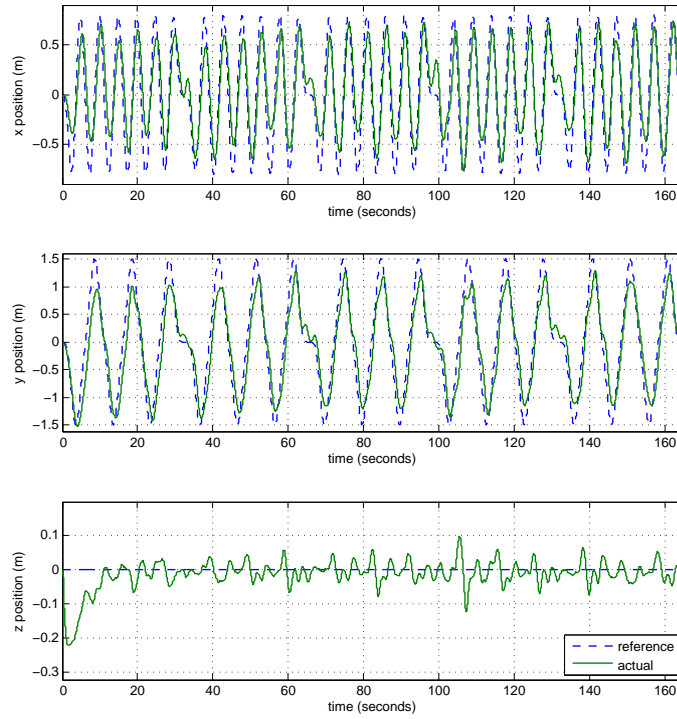 0.5
0
−0.5
x position (m)
0 20 40 60 80 100 120 140 160
time (seconds)
1.5
1
0.5
0
−0.5
−1
−1.5
y position (m)
0 20 40 60 80 100 120 140 160
time (seconds)
0.1
0
−0.1
−0.2
−0.3
z position (m)
0 20 40 60 80 100 120 140 160
time (seconds)
reference
actual